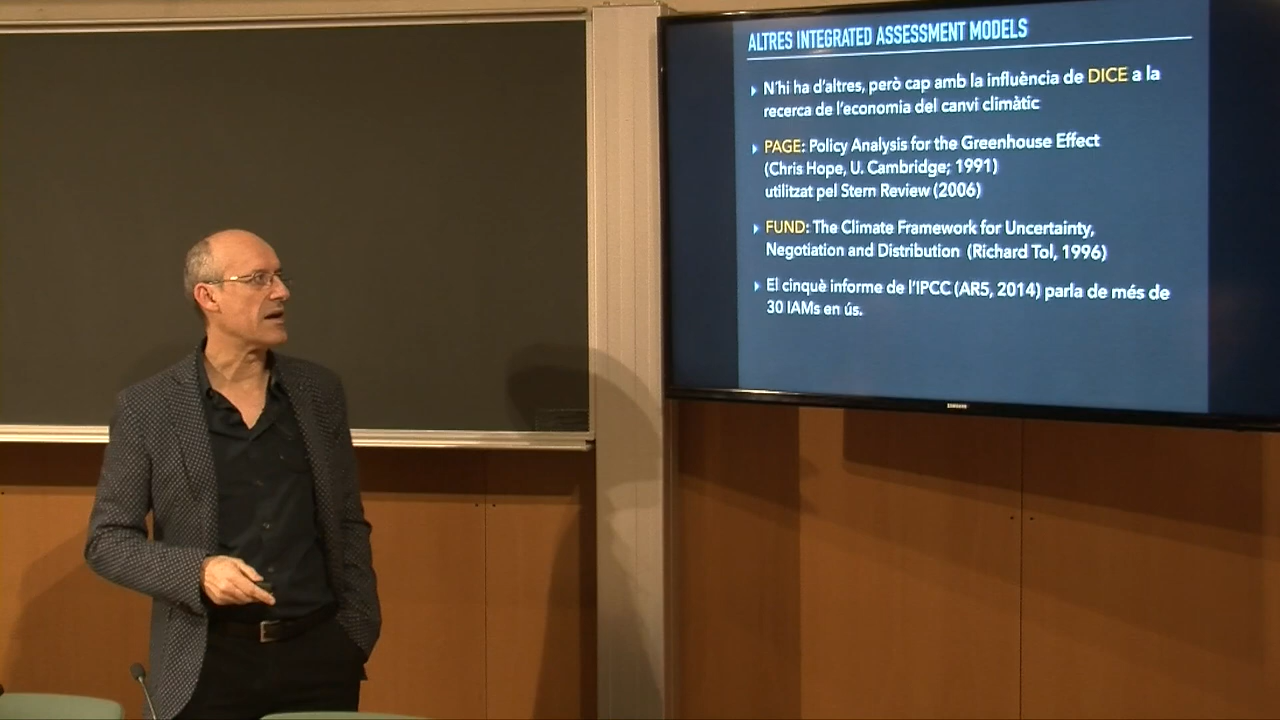 ALTRES INTEGRATED ASSESSMENT MODELS
N'hi ha d'altres, però cap amb la influència de DICE a la
recerca de l'economia del canvi climàtic
PAGE: Policy Analysis for the Greenhouse Effect
(Chris Hope, U. Cambridge; 1991)
utilitzat pel Stern Review (2006)
FUND: The Climate Framework for Uncertainty,
Negotiation and Distribution (Richard Tol, 1996)
El cinquè informe de l'IPCC (AR5, 2014) parla de més de
30 IAMs en ús.
SAMSUNG